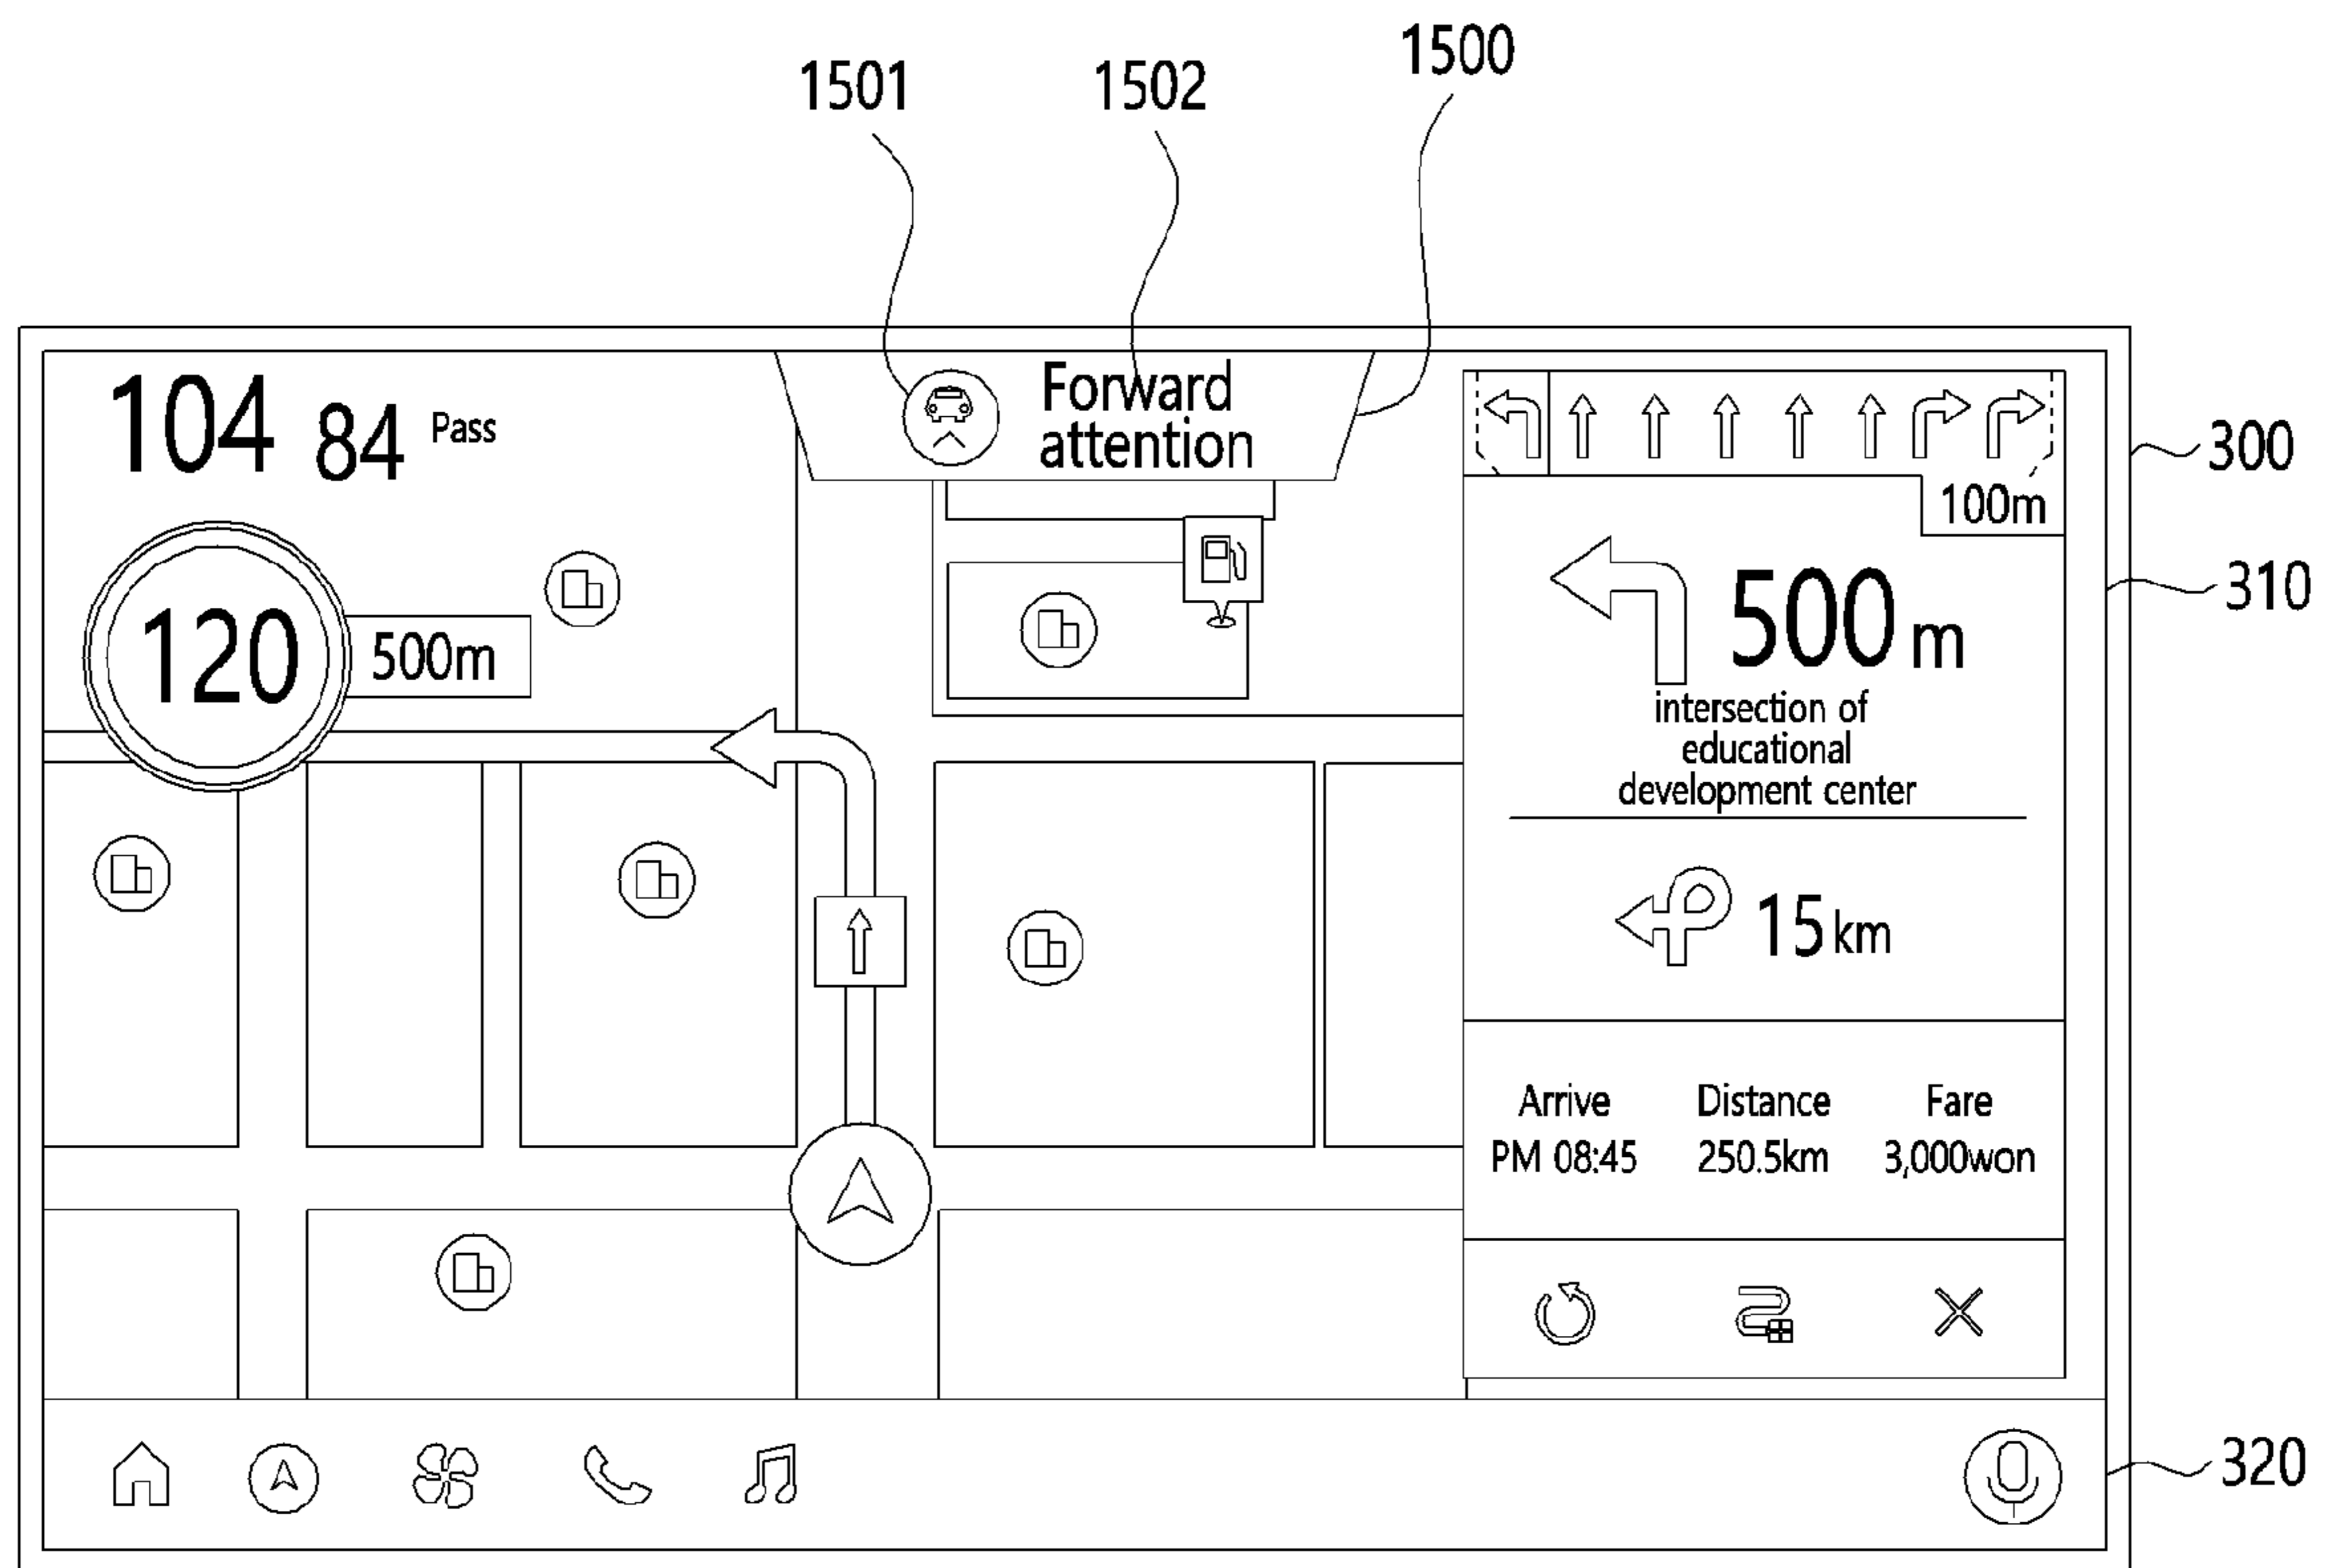 1501
1502
1500
104 84 Pass
Forward
attention
300
100m
310
120 500m
500 m
intersection of
educational
development center
15 km
Arrive Distance Fare
PM 08:45 250.5km 3,000won
320